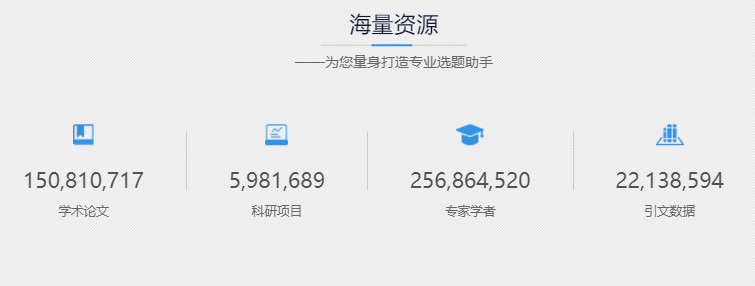 海量资源
——为您量身打造专业选题助手
150,810,717
5,981,689
256,864,520
22,138,594
学术论文
科研项目
专家学者
引文数据